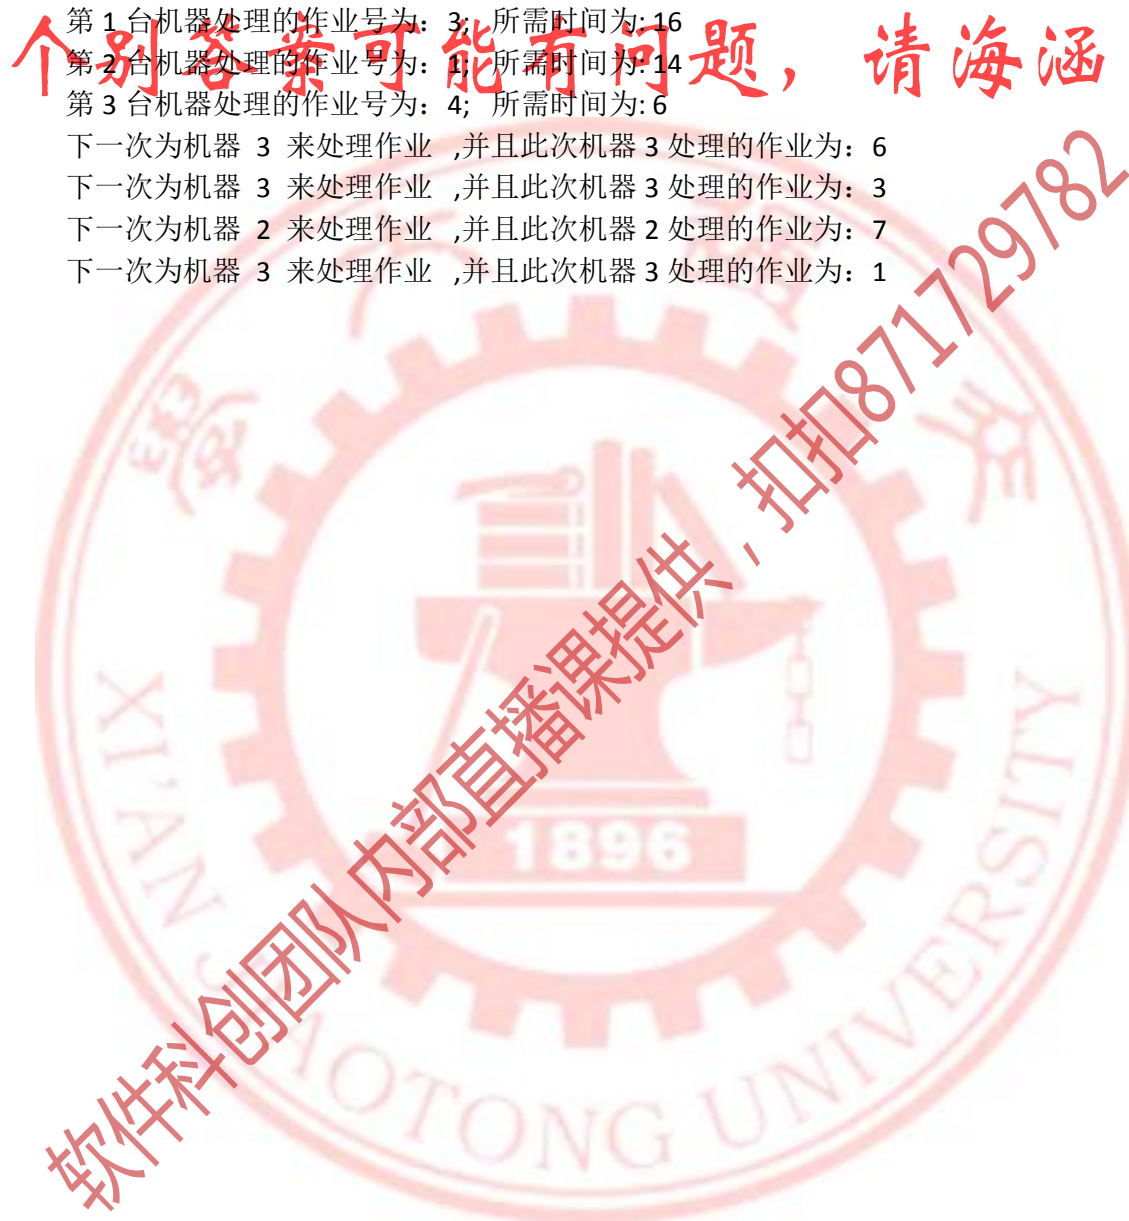 第 1 台机器处理的作业号为：3; 所需时间为: 16
个别答案可能有问题，请海涵
第 2 台机器处理的作业号为：1; 所需时间为: 14
第 3 台机器处理的作业号为：4; 所需时间为: 6
下一次为机器 3 来处理作业 ,并且此次机器 3 处理的作业为：6
下一次为机器 3 来处理作业 ,并且此次机器 3 处理的作业为：3
下一次为机器 2 来处理作业 ,并且此次机器 2 处理的作业为：7
下一次为机器 3 来处理作业 ,并且此次机器 3 处理的作业为：1
软件科创团队内部直播课提供，扣扣871729782
1896
XI'AN JIAOTONG UNIVERSITY